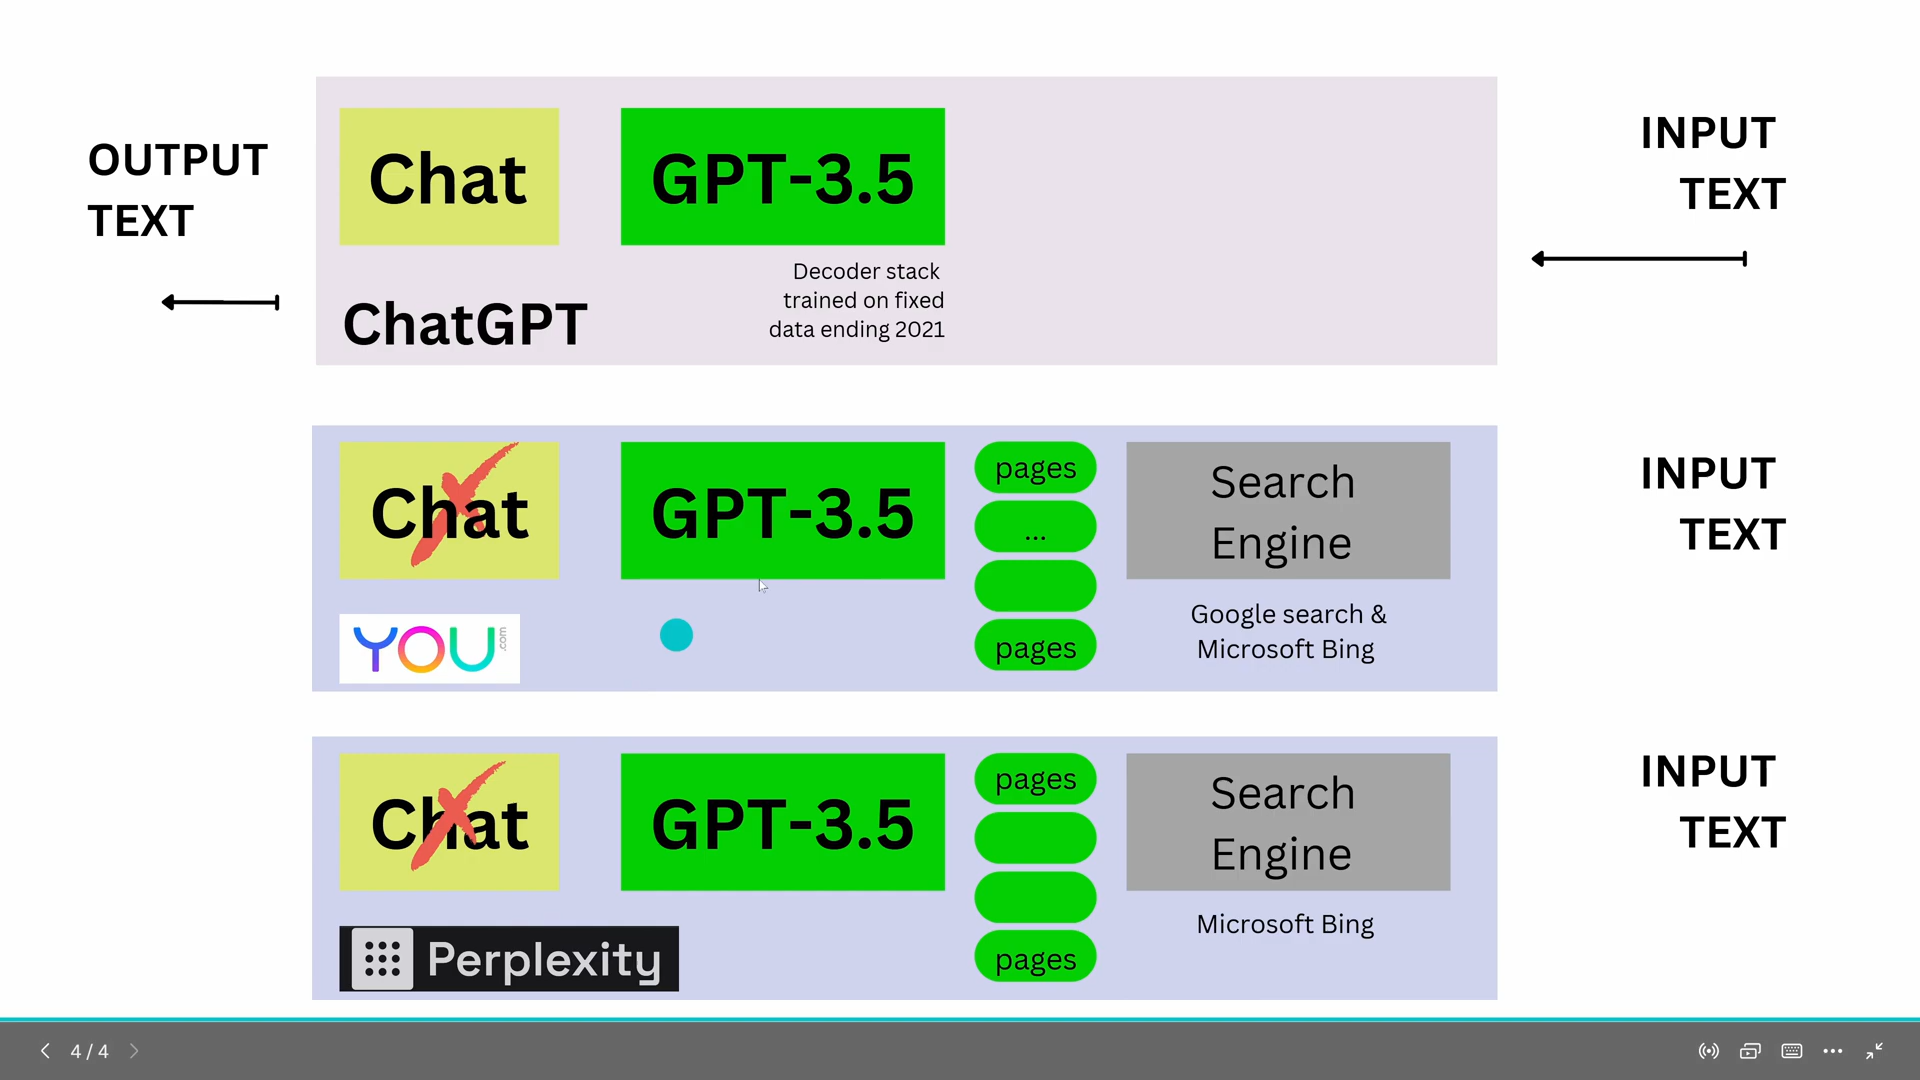 OUTPUT
TEXT
Chat
GPT-3.5
Decoder stack
trained on fixed
data ending 2021
ChatGPT
INPUT
TEXT
Chat
GPT-3.5
pages
...
pages
Search
Engine
Google search &
Microsoft Bing
YOU.com
INPUT
TEXT
Chat
GPT-3.5
pages
pages
Search
Engine
Microsoft Bing
Perplexity
INPUT
TEXT
4 / 4